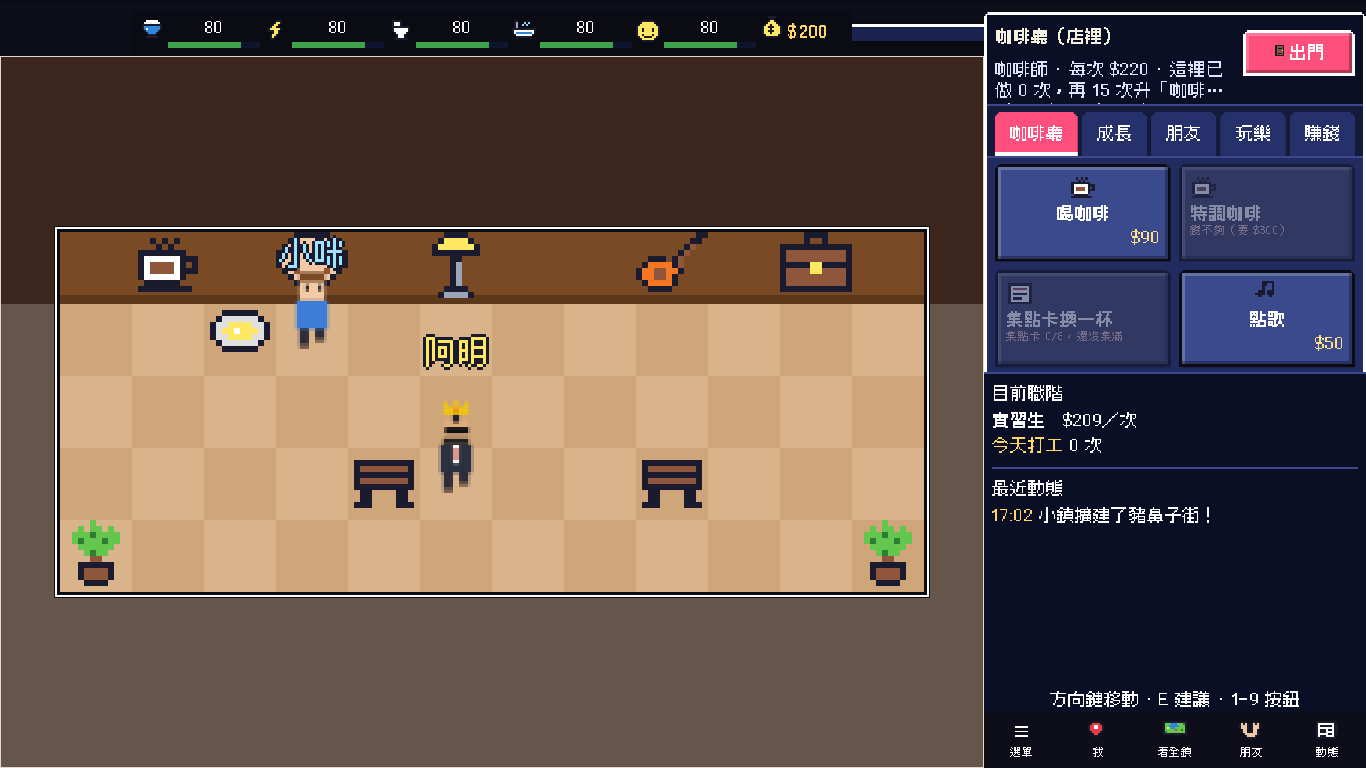 80 80 80 80 80 $200
咖啡廳（店裡）
咖啡師・每次 $220・這裡已
做 0 次，再 15 次升「咖啡…
出門
咖啡廳 成長 朋友 玩樂 賺錢
喝咖啡
$90
特調咖啡
錢不夠（要 $300）
集點卡換一杯
集點卡 0/8，還沒集滿
點歌
$50
小咪
阿明
目前職階
實習生 $209／次
今天打工 0 次
最近動態
17:02 小鎮擴建了豬鼻子街！
方向鍵移動・E 建議・1-9 按鈕
選單 我 看全鎮 朋友 動態